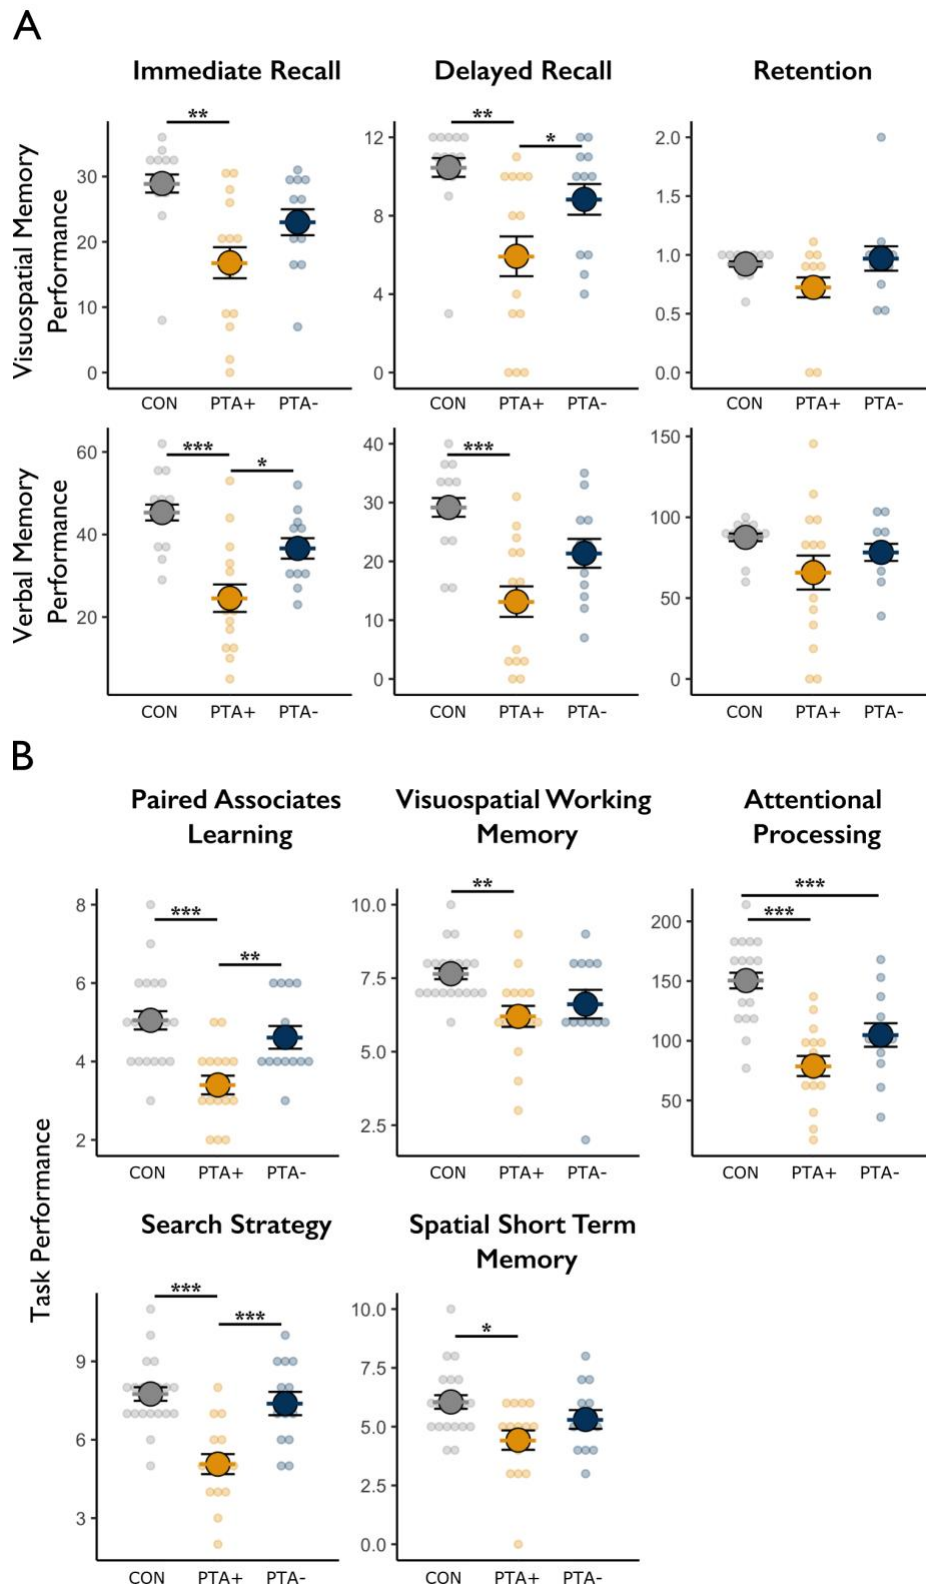 A
Immediate Recall
Delayed Recall
Retention
Visuospatial Memory
Performance
**
** *
30
20
10
0
12
8
4
0
2.0
1.5
1.0
0.5
0.0
CON PTA+ PTA-
CON PTA+ PTA-
CON PTA+ PTA-
Verbal Memory
Performance
*** *
***
60
40
20
40
30
20
10
0
150
100
50
0
CON PTA+ PTA-
CON PTA+ PTA-
CON PTA+ PTA-
B
Task Performance
Paired Associates
Learning
Visuospatial Working
Memory
Attentional
Processing
*** **
**
***
***
8
6
4
2
10.0
7.5
5.0
2.5
200
150
100
50
CON PTA+ PTA-
CON PTA+ PTA-
CON PTA+ PTA-
Search Strategy
Spatial Short Term
Memory
*** ***
*
9
6
3
10.0
7.5
5.0
2.5
0.0
CON PTA+ PTA-
CON PTA+ PTA-